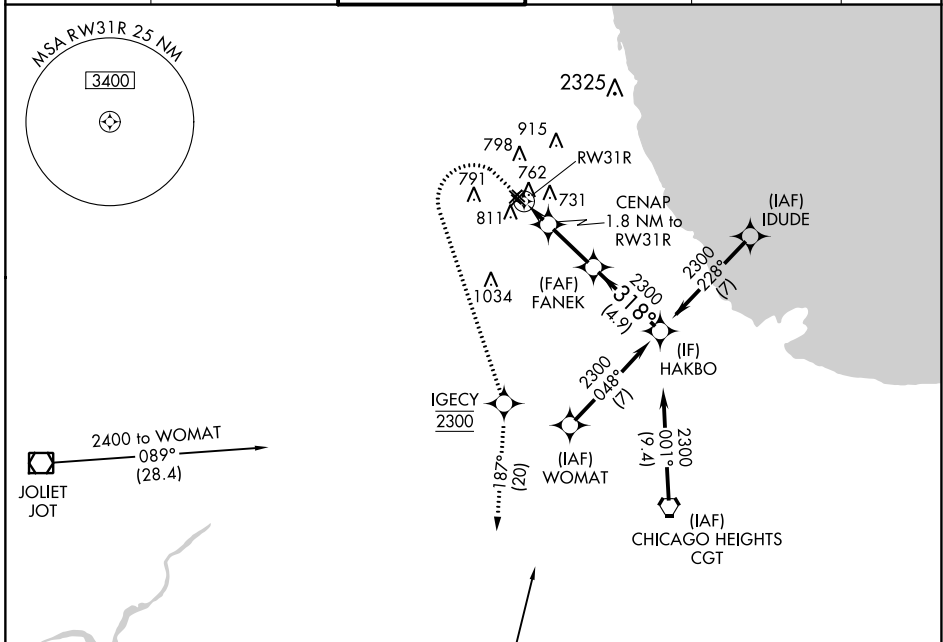 MSA RW31R 25 NM
3400
2325
915
798
RW31R
791
762
731
811
CENAP
1.8 NM to
RW31R
(IAF)
IDUDE
2300
228°
(7)
1034
(FAF)
FANEK
2300
318°
(4.9)
(IF)
HAKBO
2300
048°
(7)
IGECY
2300
(IAF)
WOMAT
2300
001°
(9.4)
2400 to WOMAT
089°
(28.4)
JOLIET
JOT
187°
(20)
(IAF)
CHICAGO HEIGHTS
CGT